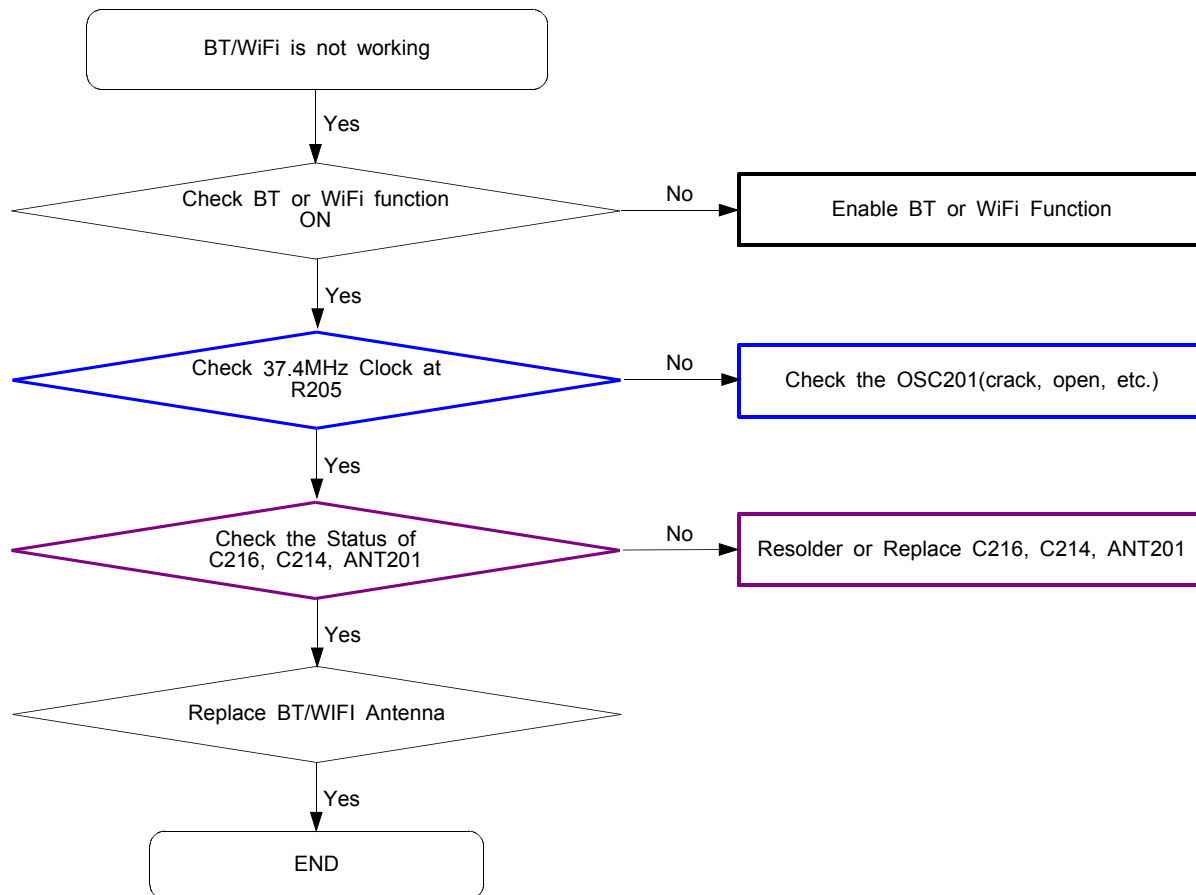 BT/WiFi is not working
Yes
Check BT or WiFi function
ON
No
Enable BT or WiFi Function
Yes
Check 37.4MHz Clock at
R205
No
Check the OSC201(crack, open, etc.)
Yes
Check the Status of
C216, C214, ANT201
No
Resolder or Replace C216, C214, ANT201
Yes
Replace BT/WIFI Antenna
Yes
END